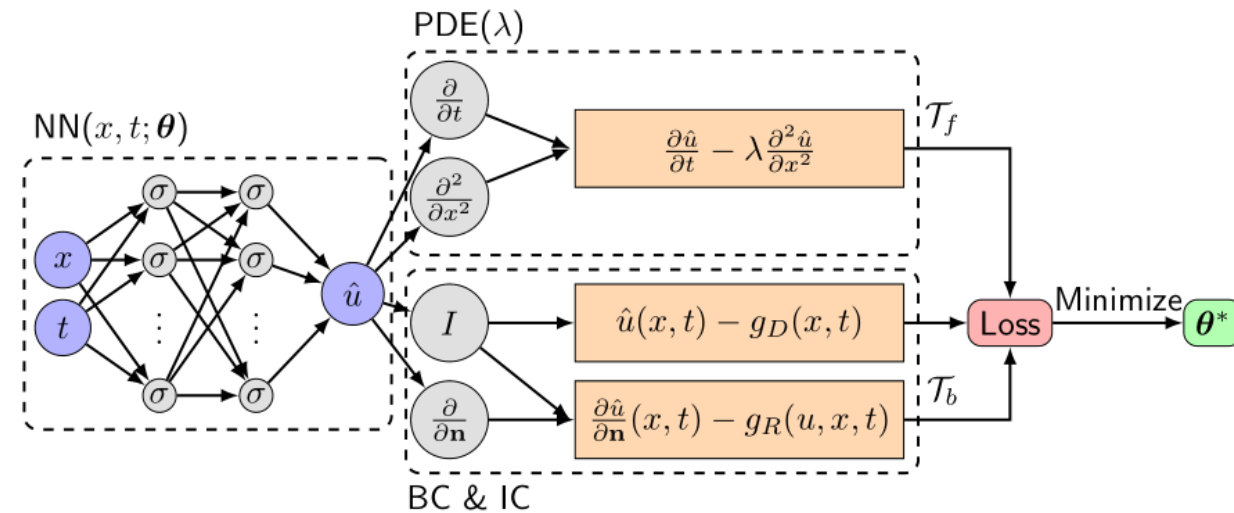 PDE(λ)
NN(x, t; θ)
∂/∂t
∂²/∂x²
∂û/∂t − λ ∂²û/∂x²
𝒯_f
x
t
σ σ
σ σ
⋮ ⋮
σ σ
û
I
∂/∂n
û(x, t) − g_D(x, t)
∂û/∂n(x, t) − g_R(u, x, t)
𝒯_b
Loss
Minimize
θ*
BC & IC